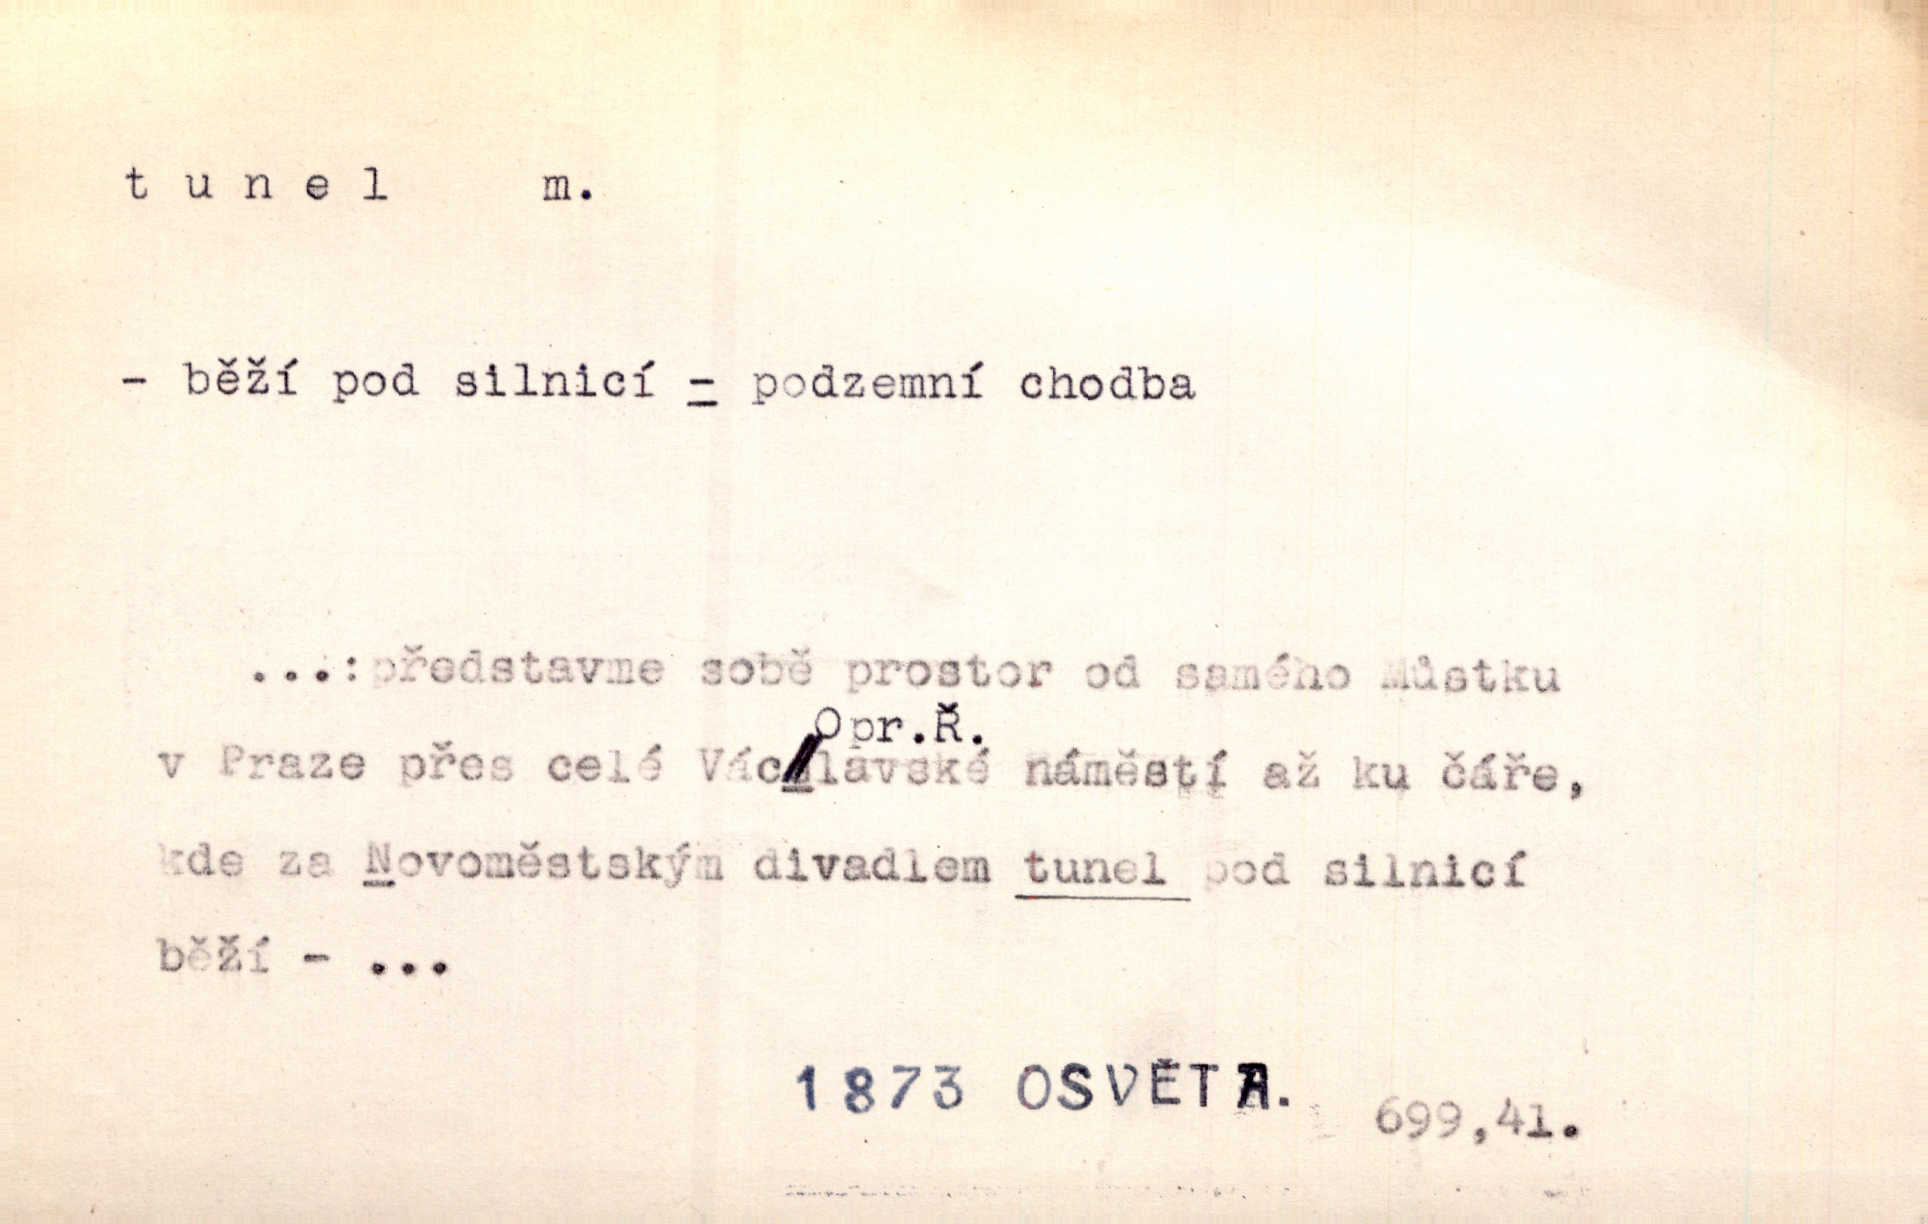 tunel m.
- běží pod silnicí = podzemní chodba
...:představme sobě prostor od samého Můstku
Opr.Ř.
v Praze přes celé Václavské náměstí až ku čáře,
kde za Novoměstským divadlem tunel pod silnicí
běží - ...
1873 OSVĚTA.
699,41.